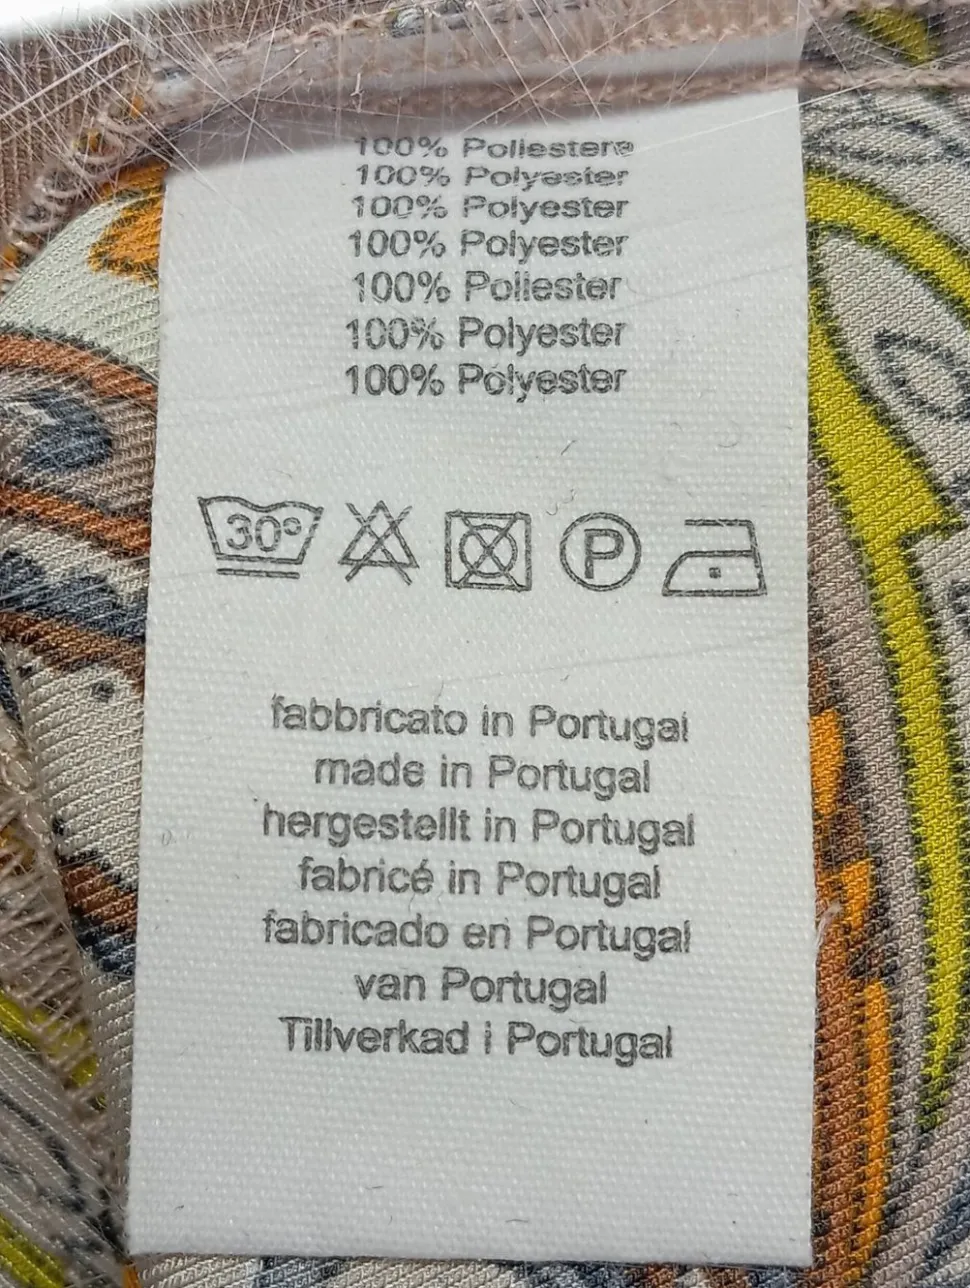 100% Poliestere
100% Polyester
100% Polyester
100% Polyester
100% Poliester
100% Polyester
100% Polyester
30° P
fabbricato in Portugal
made in Portugal
hergestellt in Portugal
fabricé in Portugal
fabricado en Portugal
van Portugal
Tillverkad i Portugal